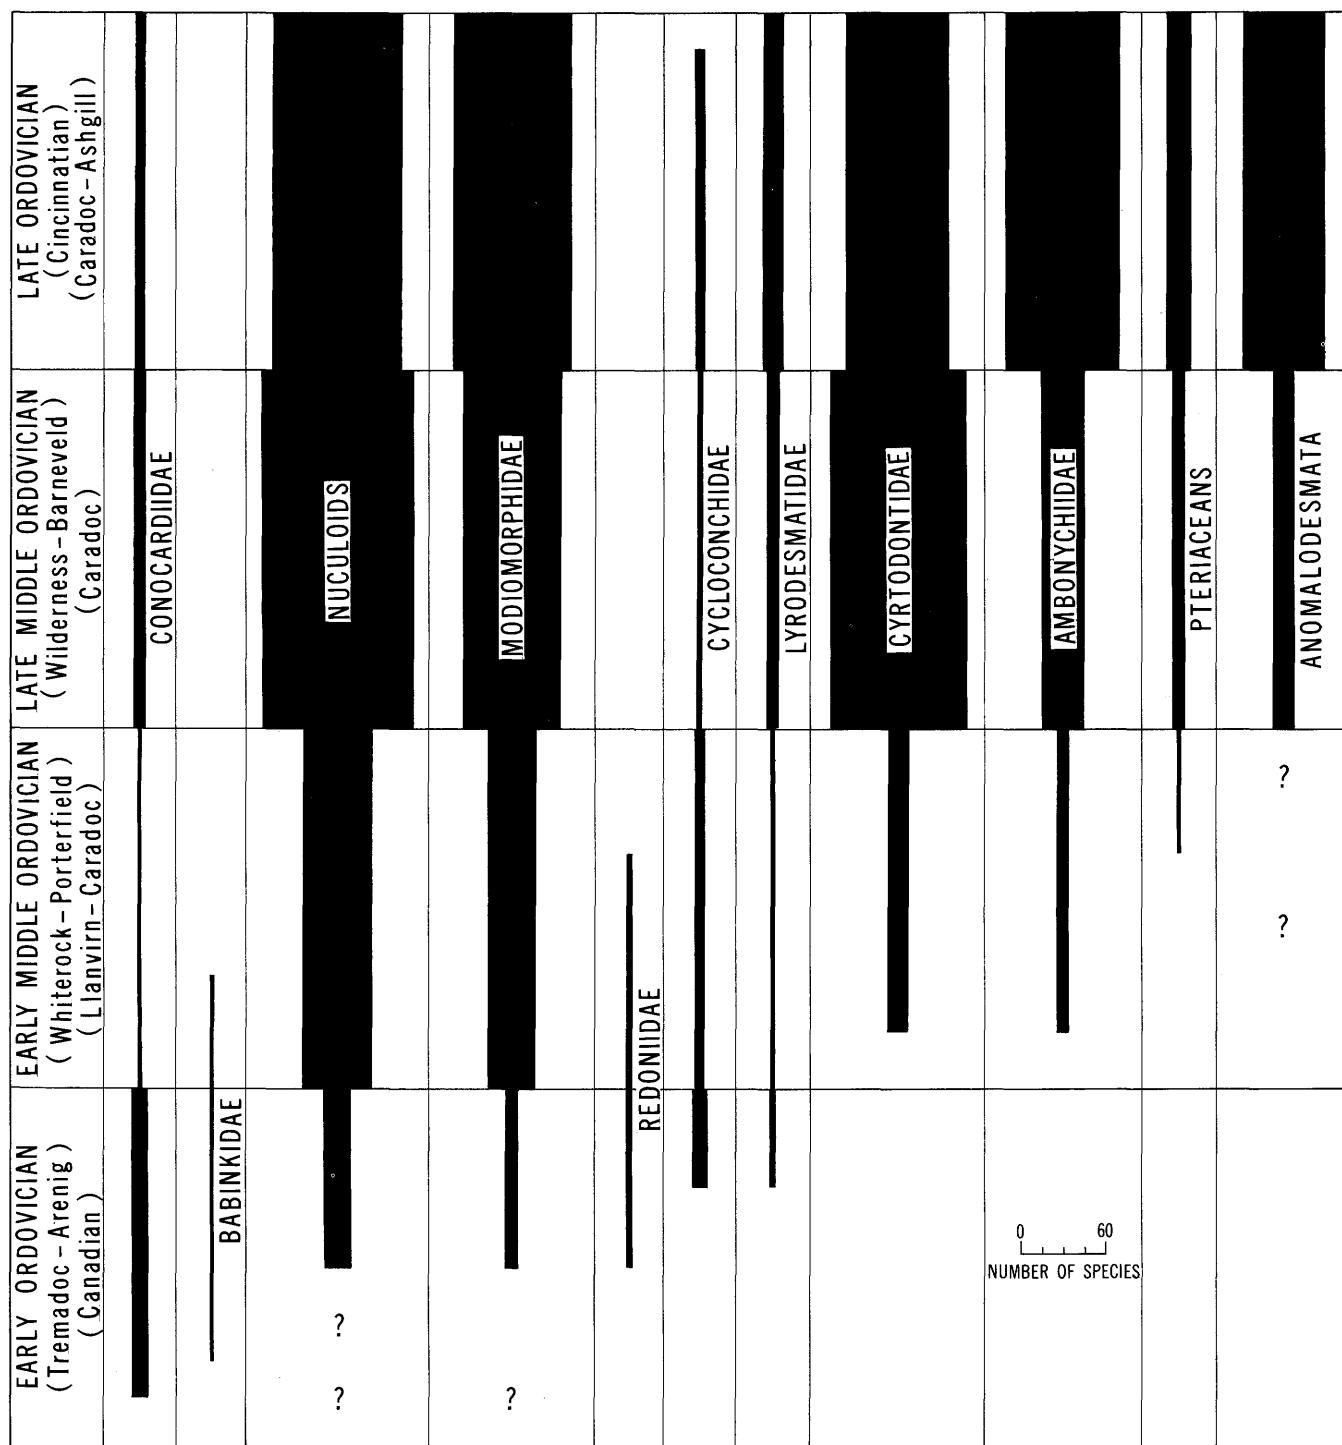 LATE ORDOVICIAN
(Cincinnatian)
(Caradoc-Ashgill)
LATE MIDDLE ORDOVICIAN
(Wilderness-Barneveld)
(Caradoc)
EARLY MIDDLE ORDOVICIAN
(Whiterock-Porterfield)
(Llanvirn-Caradoc)
EARLY ORDOVICIAN
(Tremadoc-Arenig)
(Canadian)
CONOCARDIIDAE
BABINKIDAE
NUCULOIDS
?
?
MODIOMORPHIDAE
?
REDONIIDAE
CYCLOCONCHIDAE
LYRODESMATIDAE
CYRTODONTIDAE
AMBONYCHIIDAE
PTERIACEANS
ANOMALODESMATA
?
?
0 60
NUMBER OF SPECIES